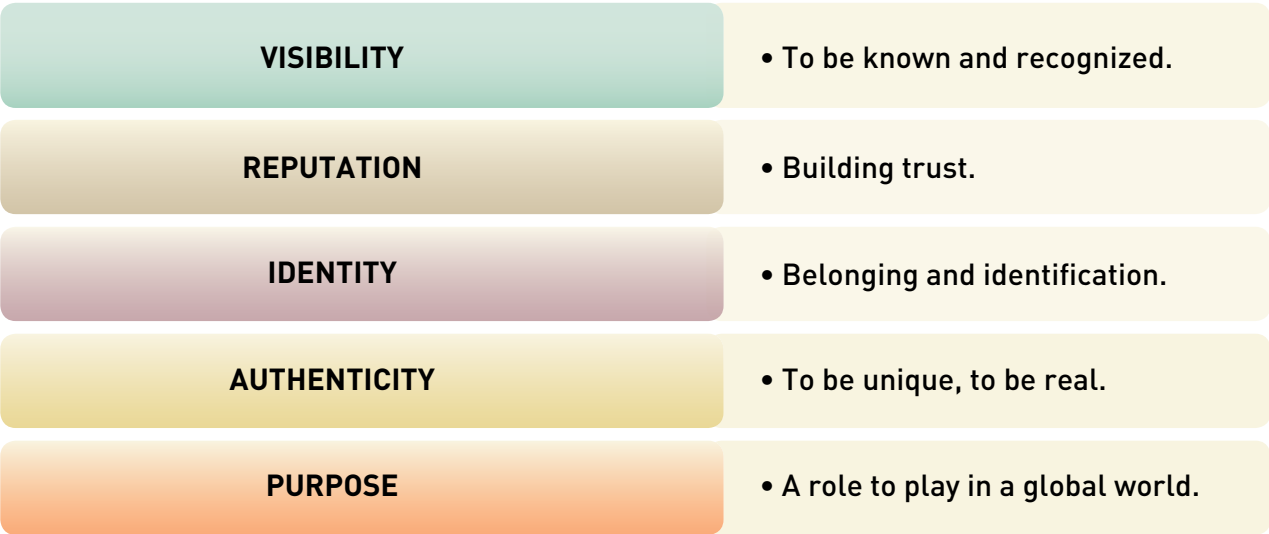 VISIBILITY
• To be known and recognized.
REPUTATION
• Building trust.
IDENTITY
• Belonging and identification.
AUTHENTICITY
• To be unique, to be real.
PURPOSE
• A role to play in a global world.